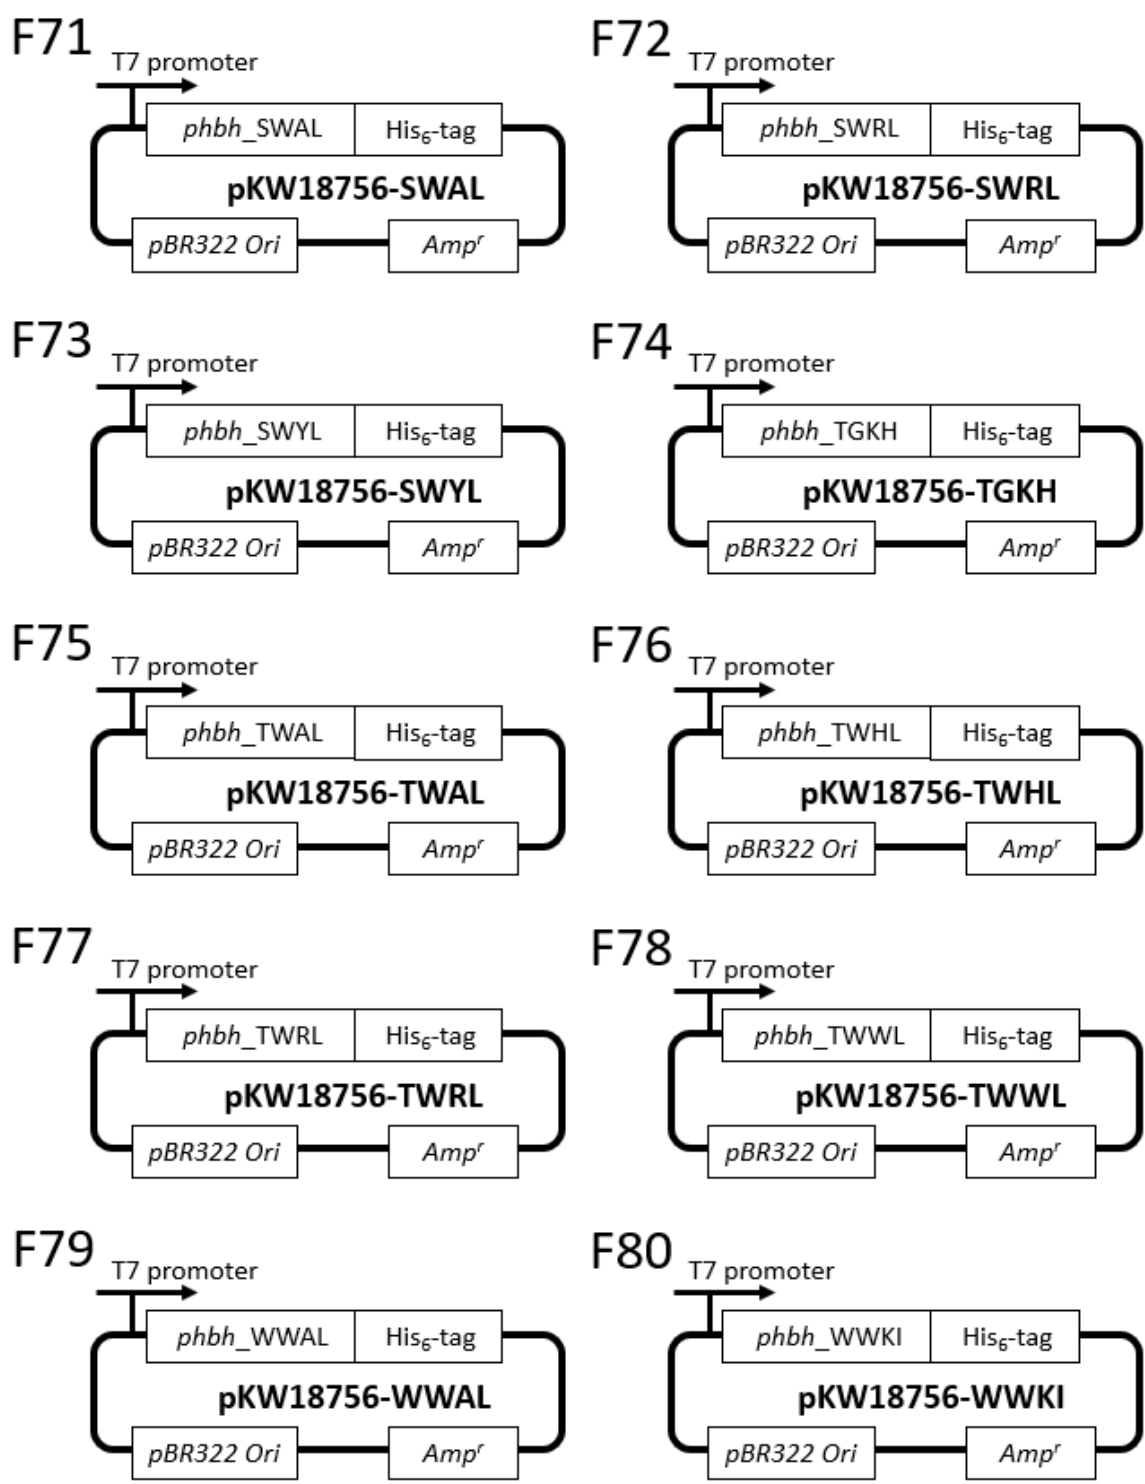 F71
T7 promoter
phbh_SWAL His₆-tag
pKW18756-SWAL
pBR322 Ori Ampʳ
F72
T7 promoter
phbh_SWRL His₆-tag
pKW18756-SWRL
pBR322 Ori Ampʳ
F73
T7 promoter
phbh_SWYL His₆-tag
pKW18756-SWYL
pBR322 Ori Ampʳ
F74
T7 promoter
phbh_TGKH His₆-tag
pKW18756-TGKH
pBR322 Ori Ampʳ
F75
T7 promoter
phbh_TWAL His₆-tag
pKW18756-TWAL
pBR322 Ori Ampʳ
F76
T7 promoter
phbh_TWHL His₆-tag
pKW18756-TWHL
pBR322 Ori Ampʳ
F77
T7 promoter
phbh_TWRL His₆-tag
pKW18756-TWRL
pBR322 Ori Ampʳ
F78
T7 promoter
phbh_TWWL His₆-tag
pKW18756-TWWL
pBR322 Ori Ampʳ
F79
T7 promoter
phbh_WWAL His₆-tag
pKW18756-WWAL
pBR322 Ori Ampʳ
F80
T7 promoter
phbh_WWKI His₆-tag
pKW18756-WWKI
pBR322 Ori Ampʳ